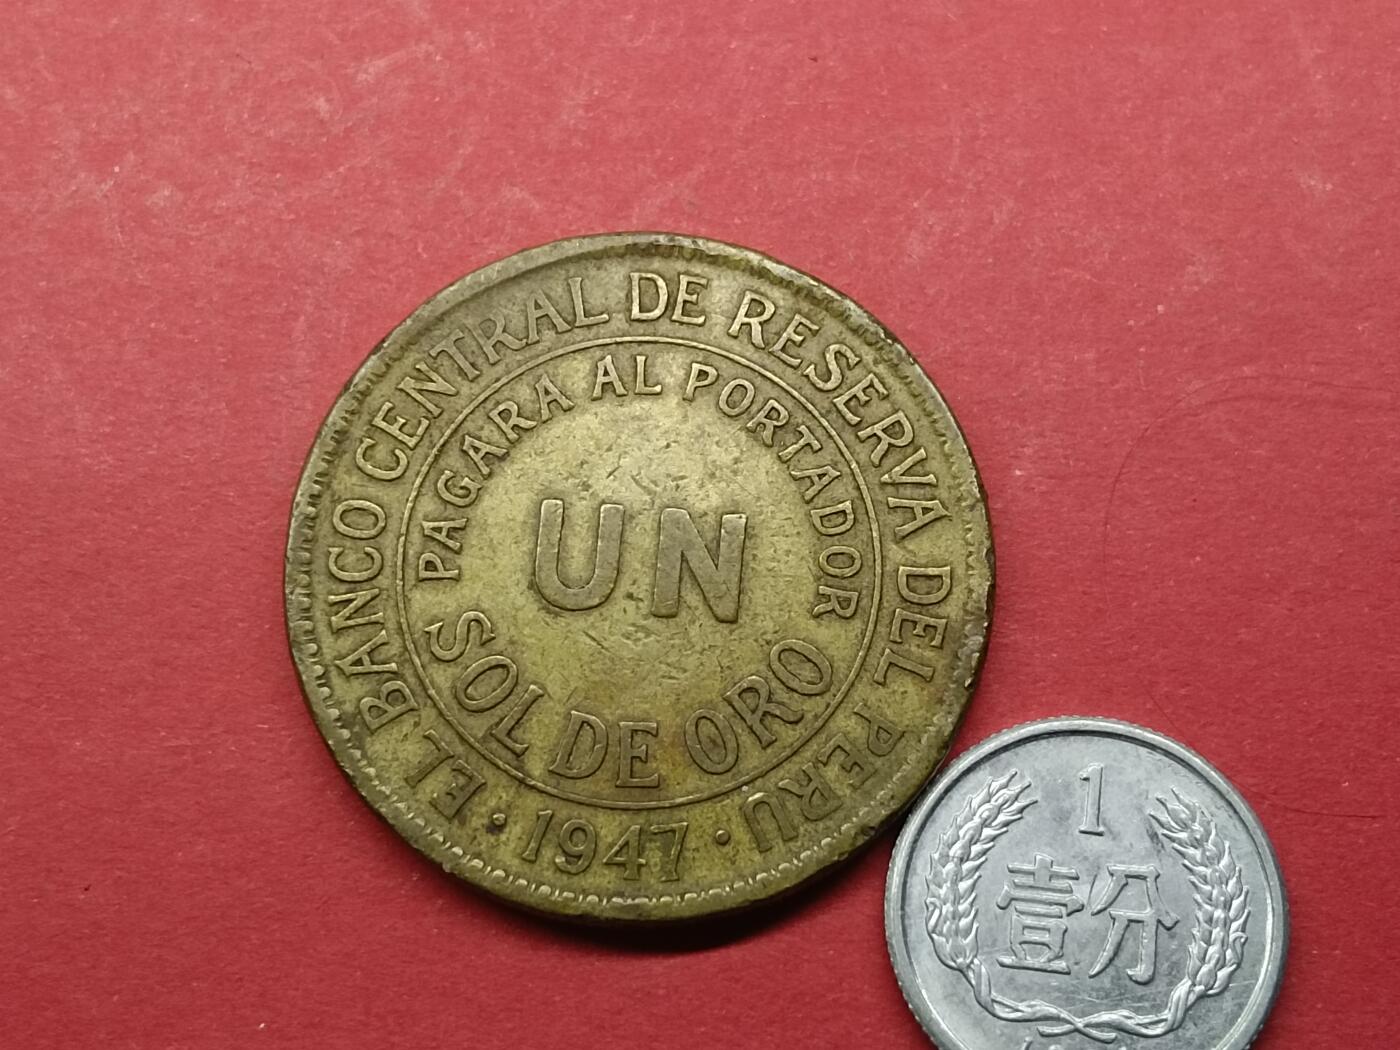 EL BANCO CENTRAL DE RESERVA DEL PERU
PAGARA AL PORTADOR
UN
SOL DE ORO
· 1947 ·
1
壹分